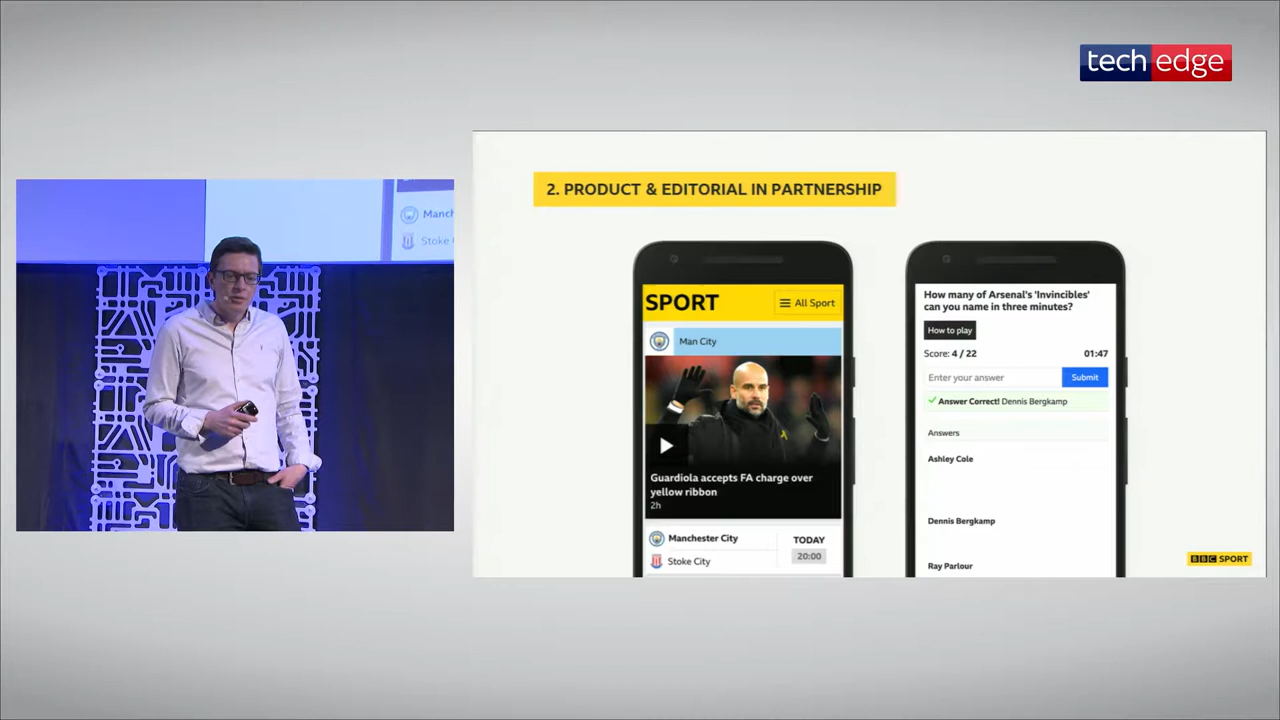 tech edge
Manch
Stoke
2. PRODUCT & EDITORIAL IN PARTNERSHIP
SPORT
All Sport
Man City
Guardiola accepts FA charge over
yellow ribbon
2h
Manchester City
Stoke City
TODAY
20:00
How many of Arsenal's 'Invincibles'
can you name in three minutes?
How to play
Score: 4 / 22
01:47
Enter your answer
Submit
Answer Correct! Dennis Bergkamp
Answers
Ashley Cole
Dennis Bergkamp
Ray Parlour
BBC SPORT